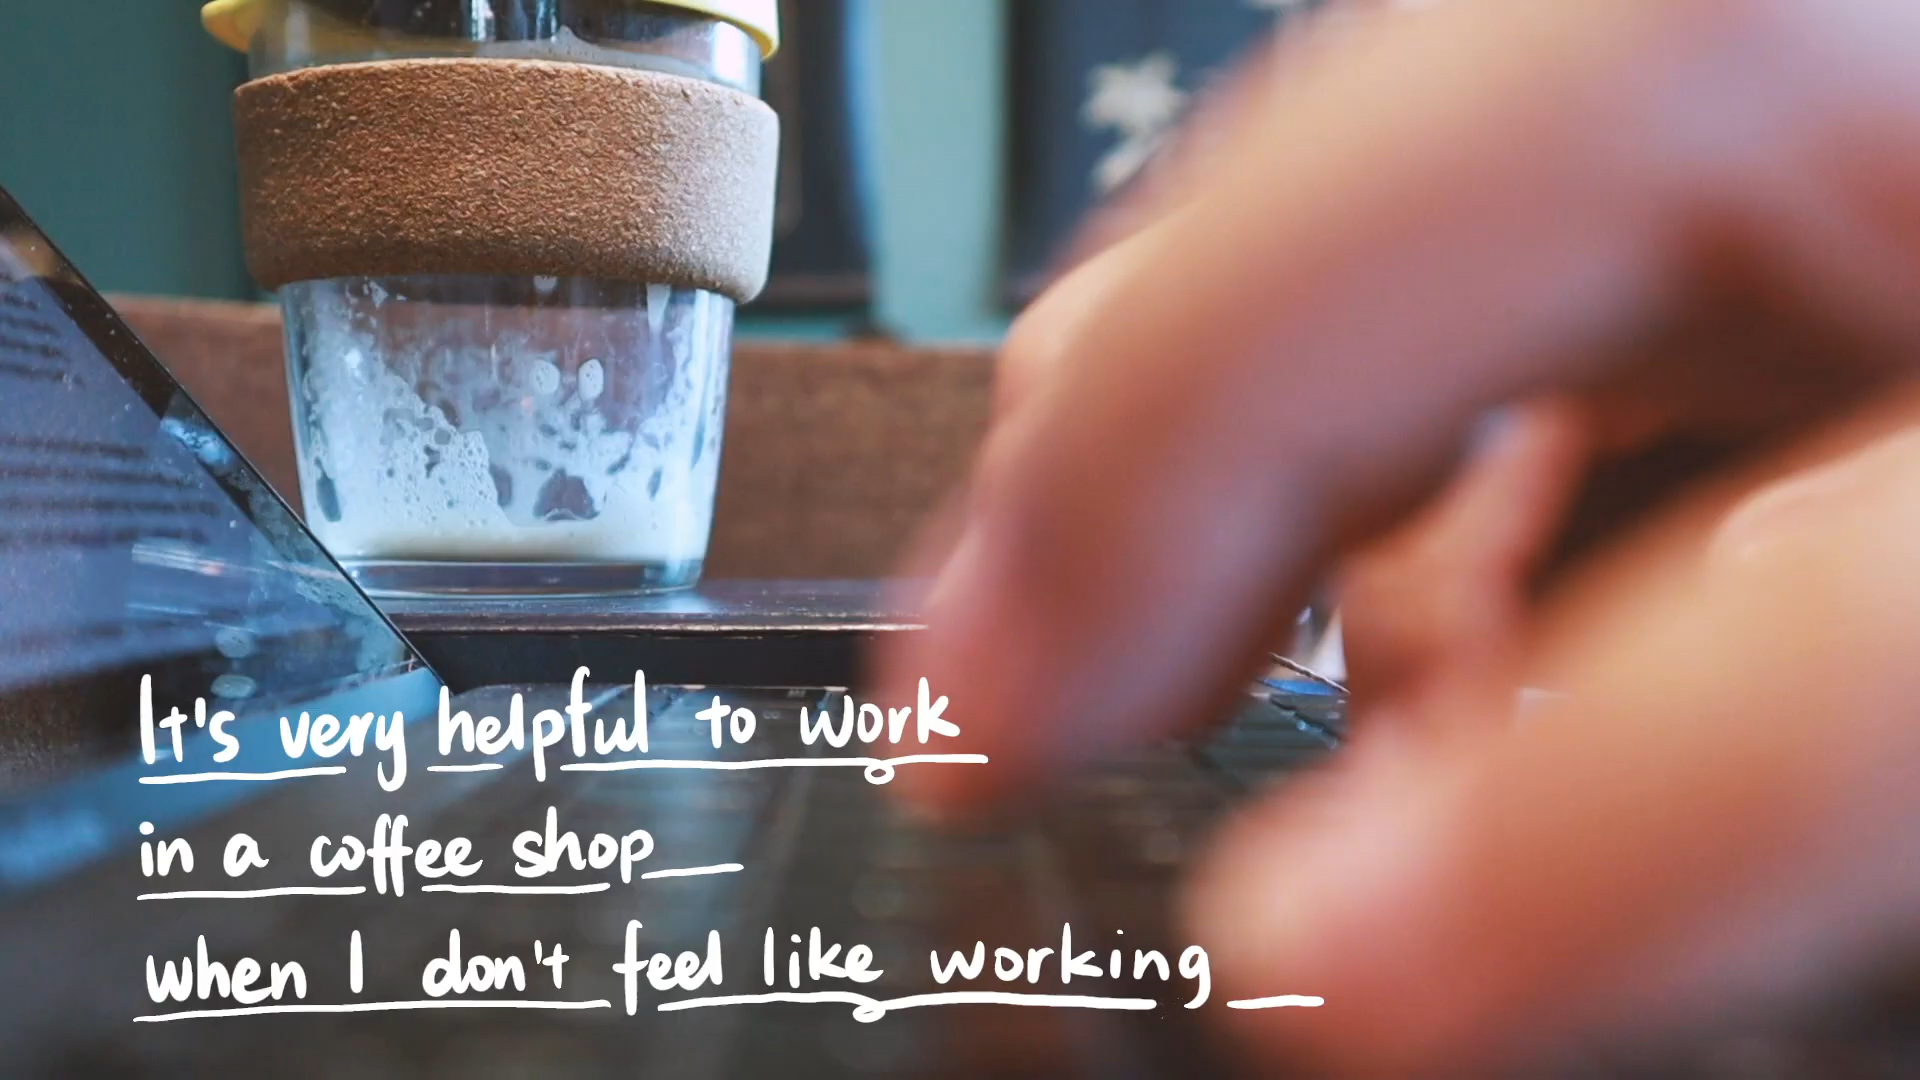 It's very helpful to work
in a coffee shop
when I don't feel like working